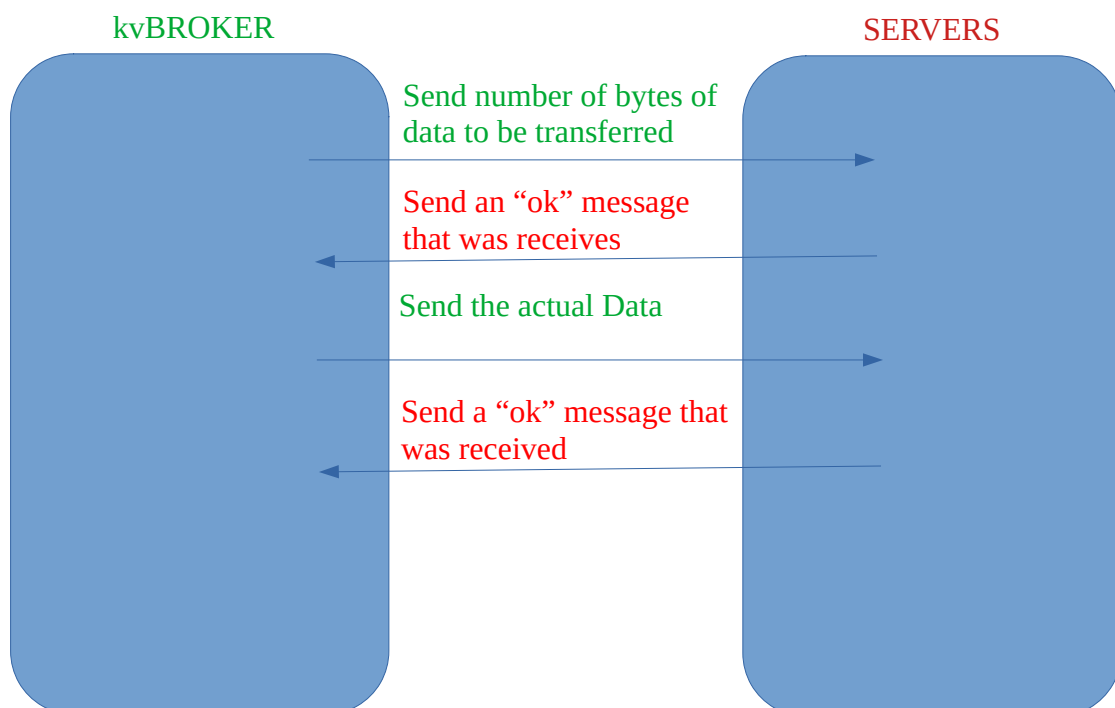 kvBROKER
SERVERS
Send number of bytes of
data to be transferred
Send an “ok” message
that was receives
Send the actual Data
Send a “ok” message that
was received